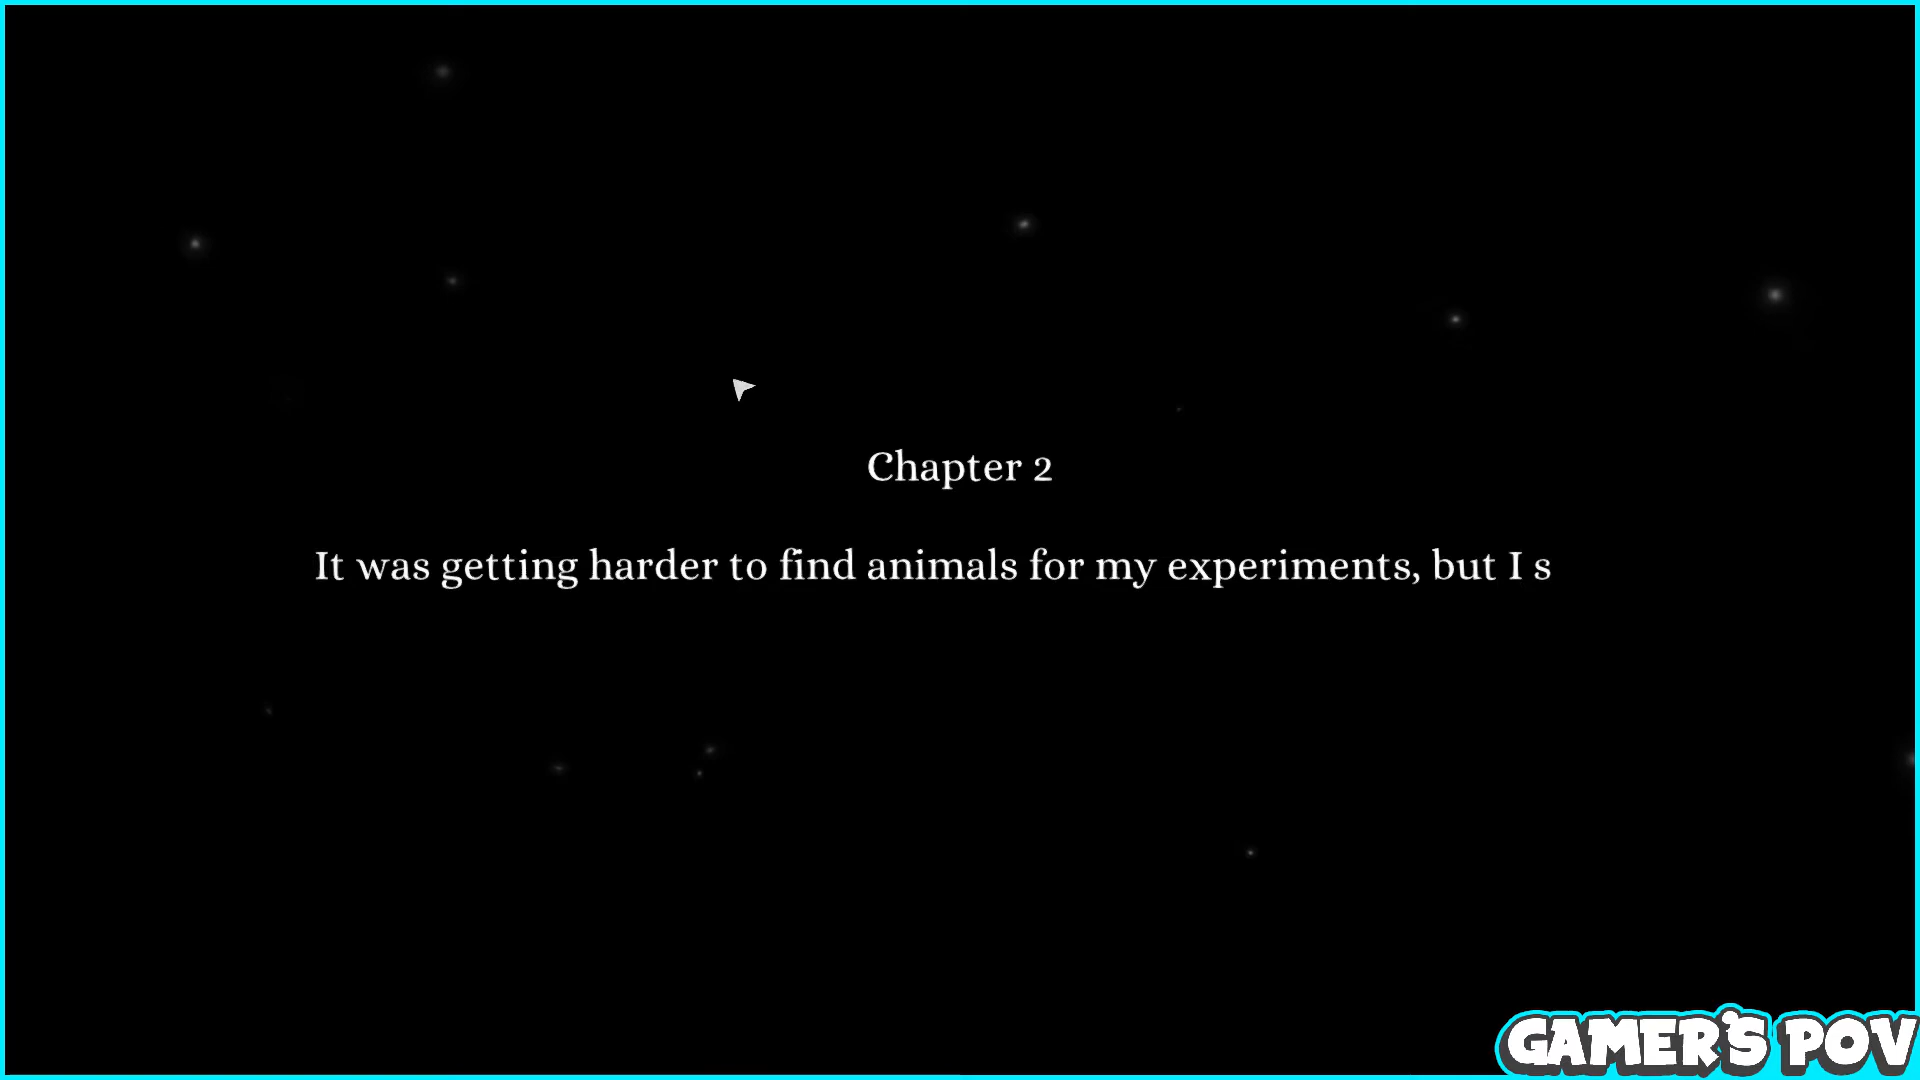 Chapter 2
It was getting harder to find animals for my experiments, but I s
GAMER'S POV